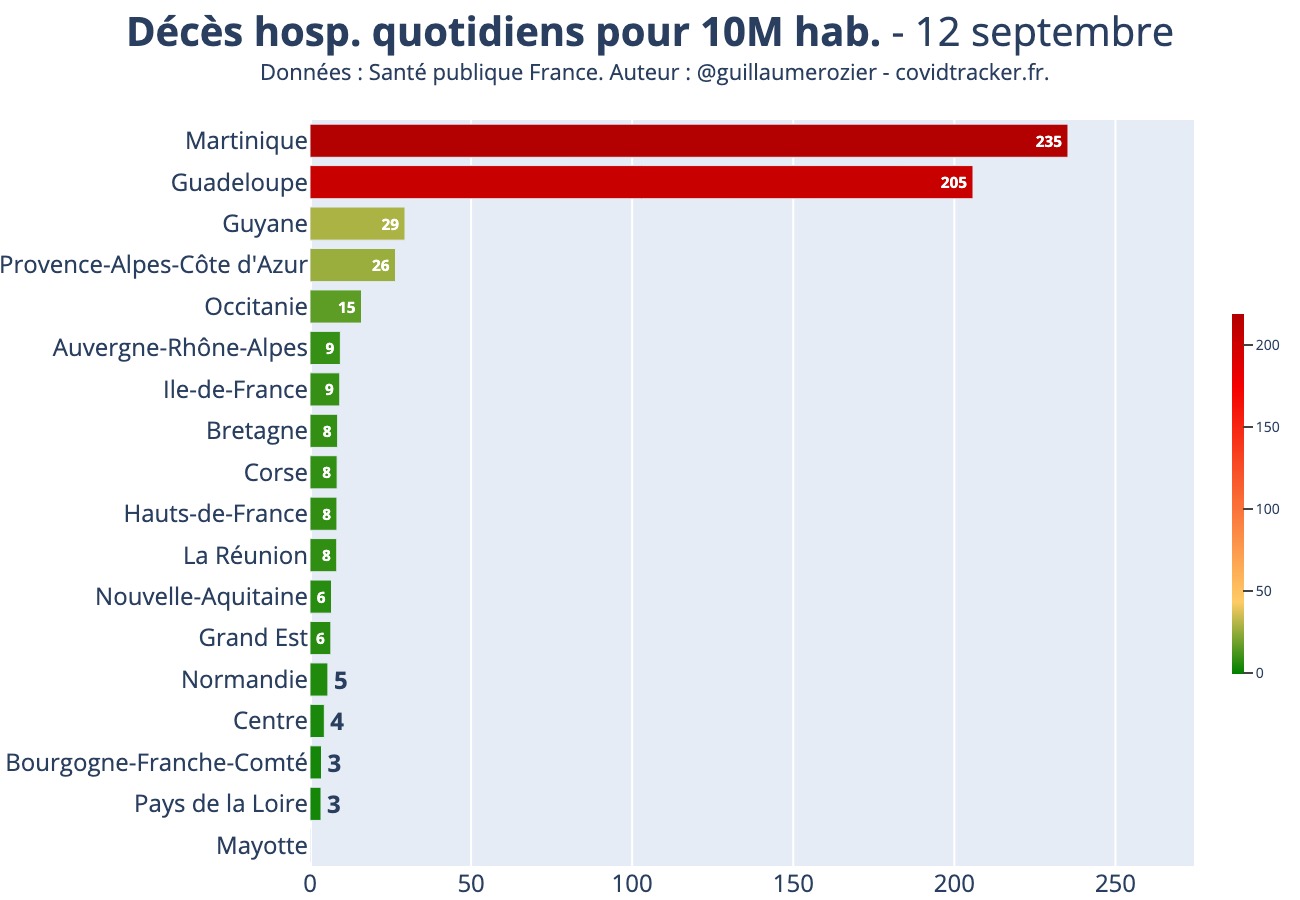 Décès hosp. quotidiens pour 10M hab. - 12 septembre
Données : Santé publique France. Auteur : @guillaumerozier - covidtracker.fr.
Martinique 235
Guadeloupe 205
Guyane 29
Provence-Alpes-Côte d'Azur 26
Occitanie 15
Auvergne-Rhône-Alpes 9
Ile-de-France 9
Bretagne 8
Corse 8
Hauts-de-France 8
La Réunion 8
Nouvelle-Aquitaine 6
Grand Est 6
Normandie 5
Centre 4
Bourgogne-Franche-Comté 3
Pays de la Loire 3
Mayotte
0 50 100 150 200 250
200
150
100
50
0